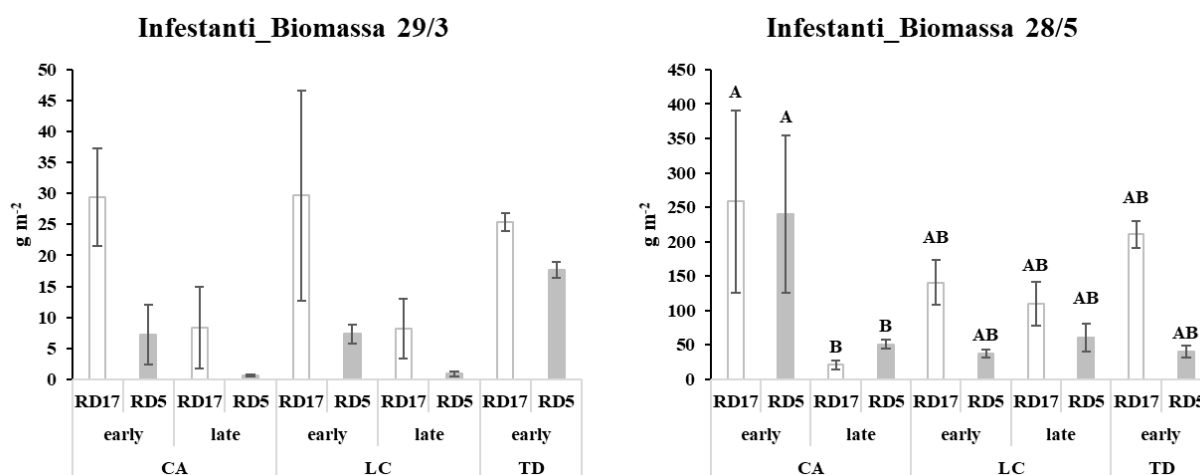 Infestanti_Biomassa 29/3
50
45
40
35
30
25
20
15
10
5
0
g m⁻²
RD17 RD5 RD17 RD5 RD17 RD5 RD17 RD5 RD17 RD5
early late early late early
CA LC TD
Infestanti_Biomassa 28/5
450
400
350
300
250
200
150
100
50
0
g m⁻²
A A B B AB AB AB AB AB AB
RD17 RD5 RD17 RD5 RD17 RD5 RD17 RD5 RD17 RD5
early late early late early
CA LC TD